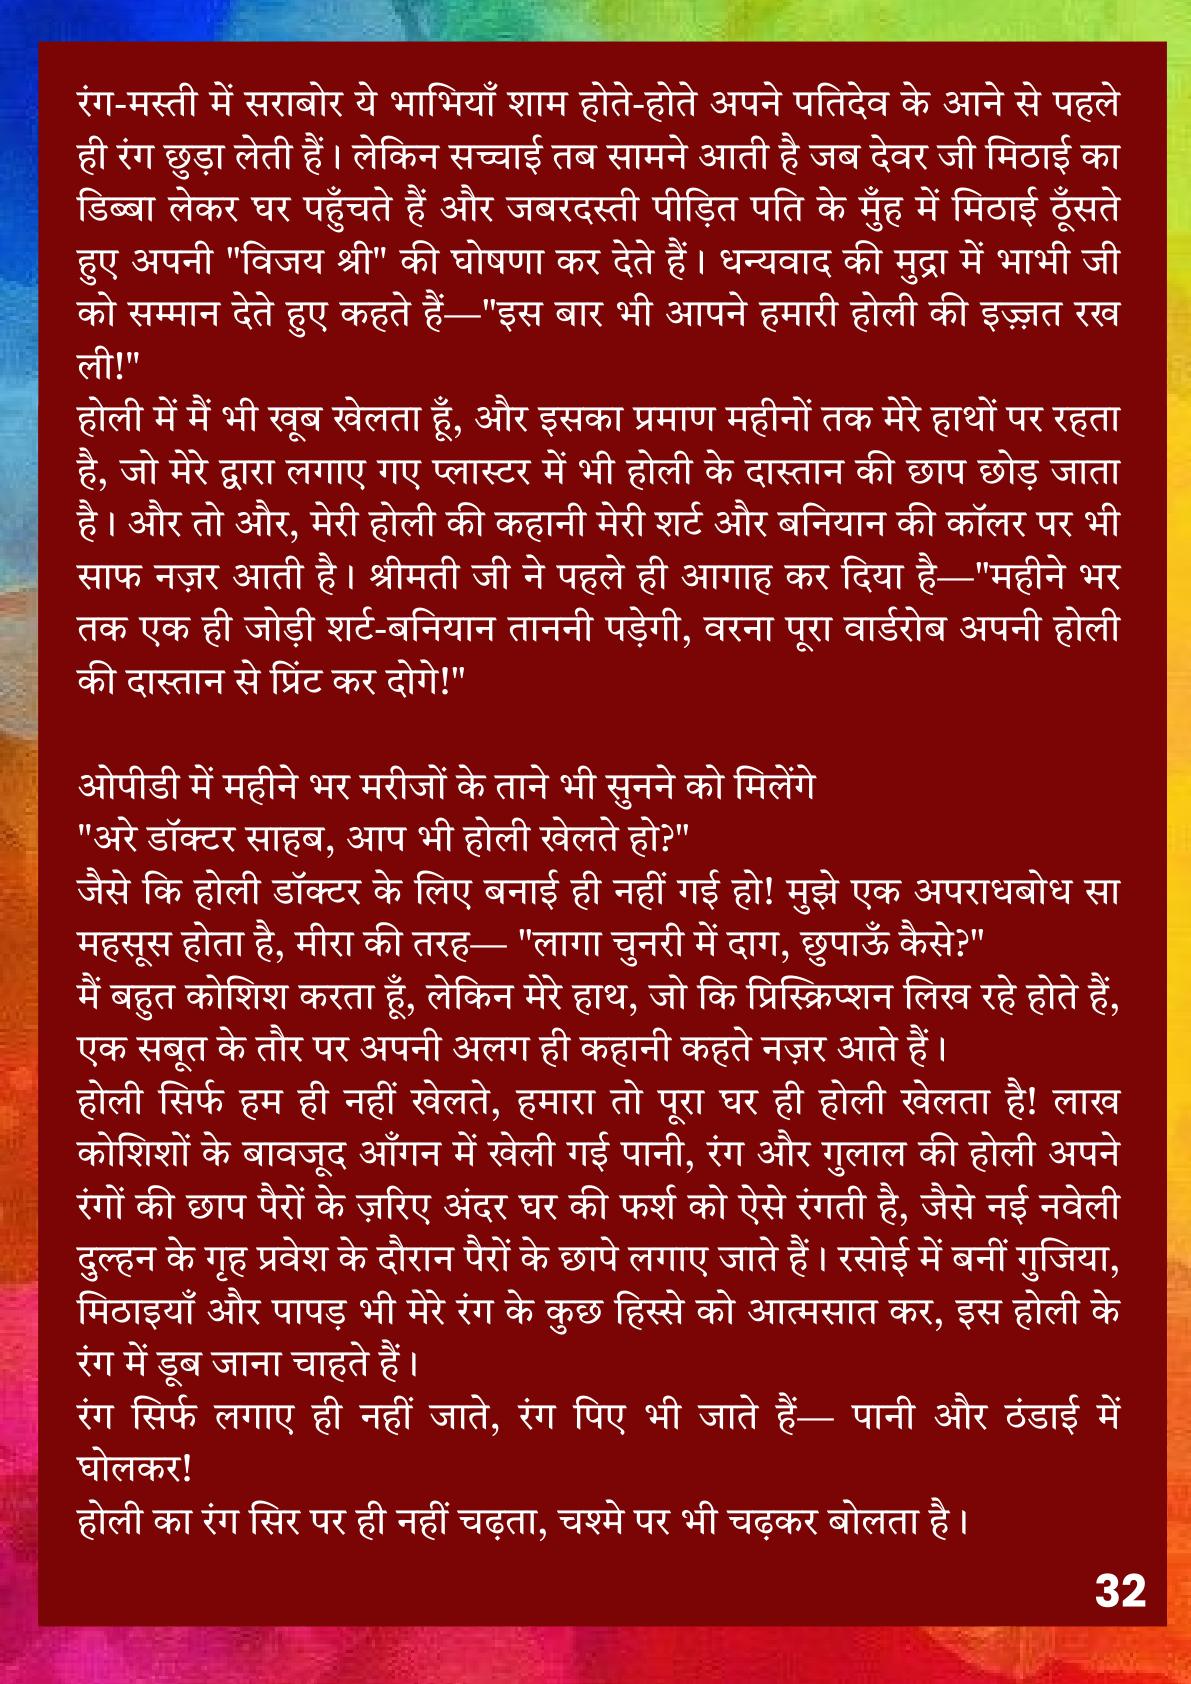 रंग-मस्ती में सराबोर ये भाभियाँ शाम होते-होते अपने पतिदेव के आने से पहले
ही रंग छुड़ा लेती हैं। लेकिन सच्चाई तब सामने आती है जब देवर जी मिठाई का
डिब्बा लेकर घर पहुँचते हैं और जबरदस्ती पीड़ित पति के मुँह में मिठाई ठूँसते
हुए अपनी "विजय श्री" की घोषणा कर देते हैं। धन्यवाद की मुद्रा में भाभी जी
को सम्मान देते हुए कहते हैं—"इस बार भी आपने हमारी होली की इज़्ज़त रख
ली!"
होली में मैं भी खूब खेलता हूँ, और इसका प्रमाण महीनों तक मेरे हाथों पर रहता
है, जो मेरे द्वारा लगाए गए प्लास्टर में भी होली के दास्तान की छाप छोड़ जाता
है। और तो और, मेरी होली की कहानी मेरी शर्ट और बनियान की कॉलर पर भी
साफ नज़र आती है। श्रीमती जी ने पहले ही आगाह कर दिया है—"महीने भर
तक एक ही जोड़ी शर्ट-बनियान ताननी पड़ेगी, वरना पूरा वार्डरोब अपनी होली
की दास्तान से प्रिंट कर दोगे!"
ओपीडी में महीने भर मरीजों के ताने भी सुनने को मिलेंगे
"अरे डॉक्टर साहब, आप भी होली खेलते हो?"
जैसे कि होली डॉक्टर के लिए बनाई ही नहीं गई हो! मुझे एक अपराधबोध सा
महसूस होता है, मीरा की तरह— "लागा चुनरी में दाग, छुपाऊँ कैसे?"
मैं बहुत कोशिश करता हूँ, लेकिन मेरे हाथ, जो कि प्रिस्क्रिप्शन लिख रहे होते हैं,
एक सबूत के तौर पर अपनी अलग ही कहानी कहते नज़र आते हैं।
होली सिर्फ हम ही नहीं खेलते, हमारा तो पूरा घर ही होली खेलता है! लाख
कोशिशों के बावजूद आँगन में खेली गई पानी, रंग और गुलाल की होली अपने
रंगों की छाप पैरों के ज़रिए अंदर घर की फर्श को ऐसे रंगती है, जैसे नई नवेली
दुल्हन के गृह प्रवेश के दौरान पैरों के छापे लगाए जाते हैं। रसोई में बनीं गुजिया,
मिठाइयाँ और पापड़ भी मेरे रंग के कुछ हिस्से को आत्मसात कर, इस होली के
रंग में डूब जाना चाहते हैं।
रंग सिर्फ लगाए ही नहीं जाते, रंग पिए भी जाते हैं— पानी और ठंडाई में
घोलकर!
होली का रंग सिर पर ही नहीं चढ़ता, चश्मे पर भी चढ़कर बोलता है।
32